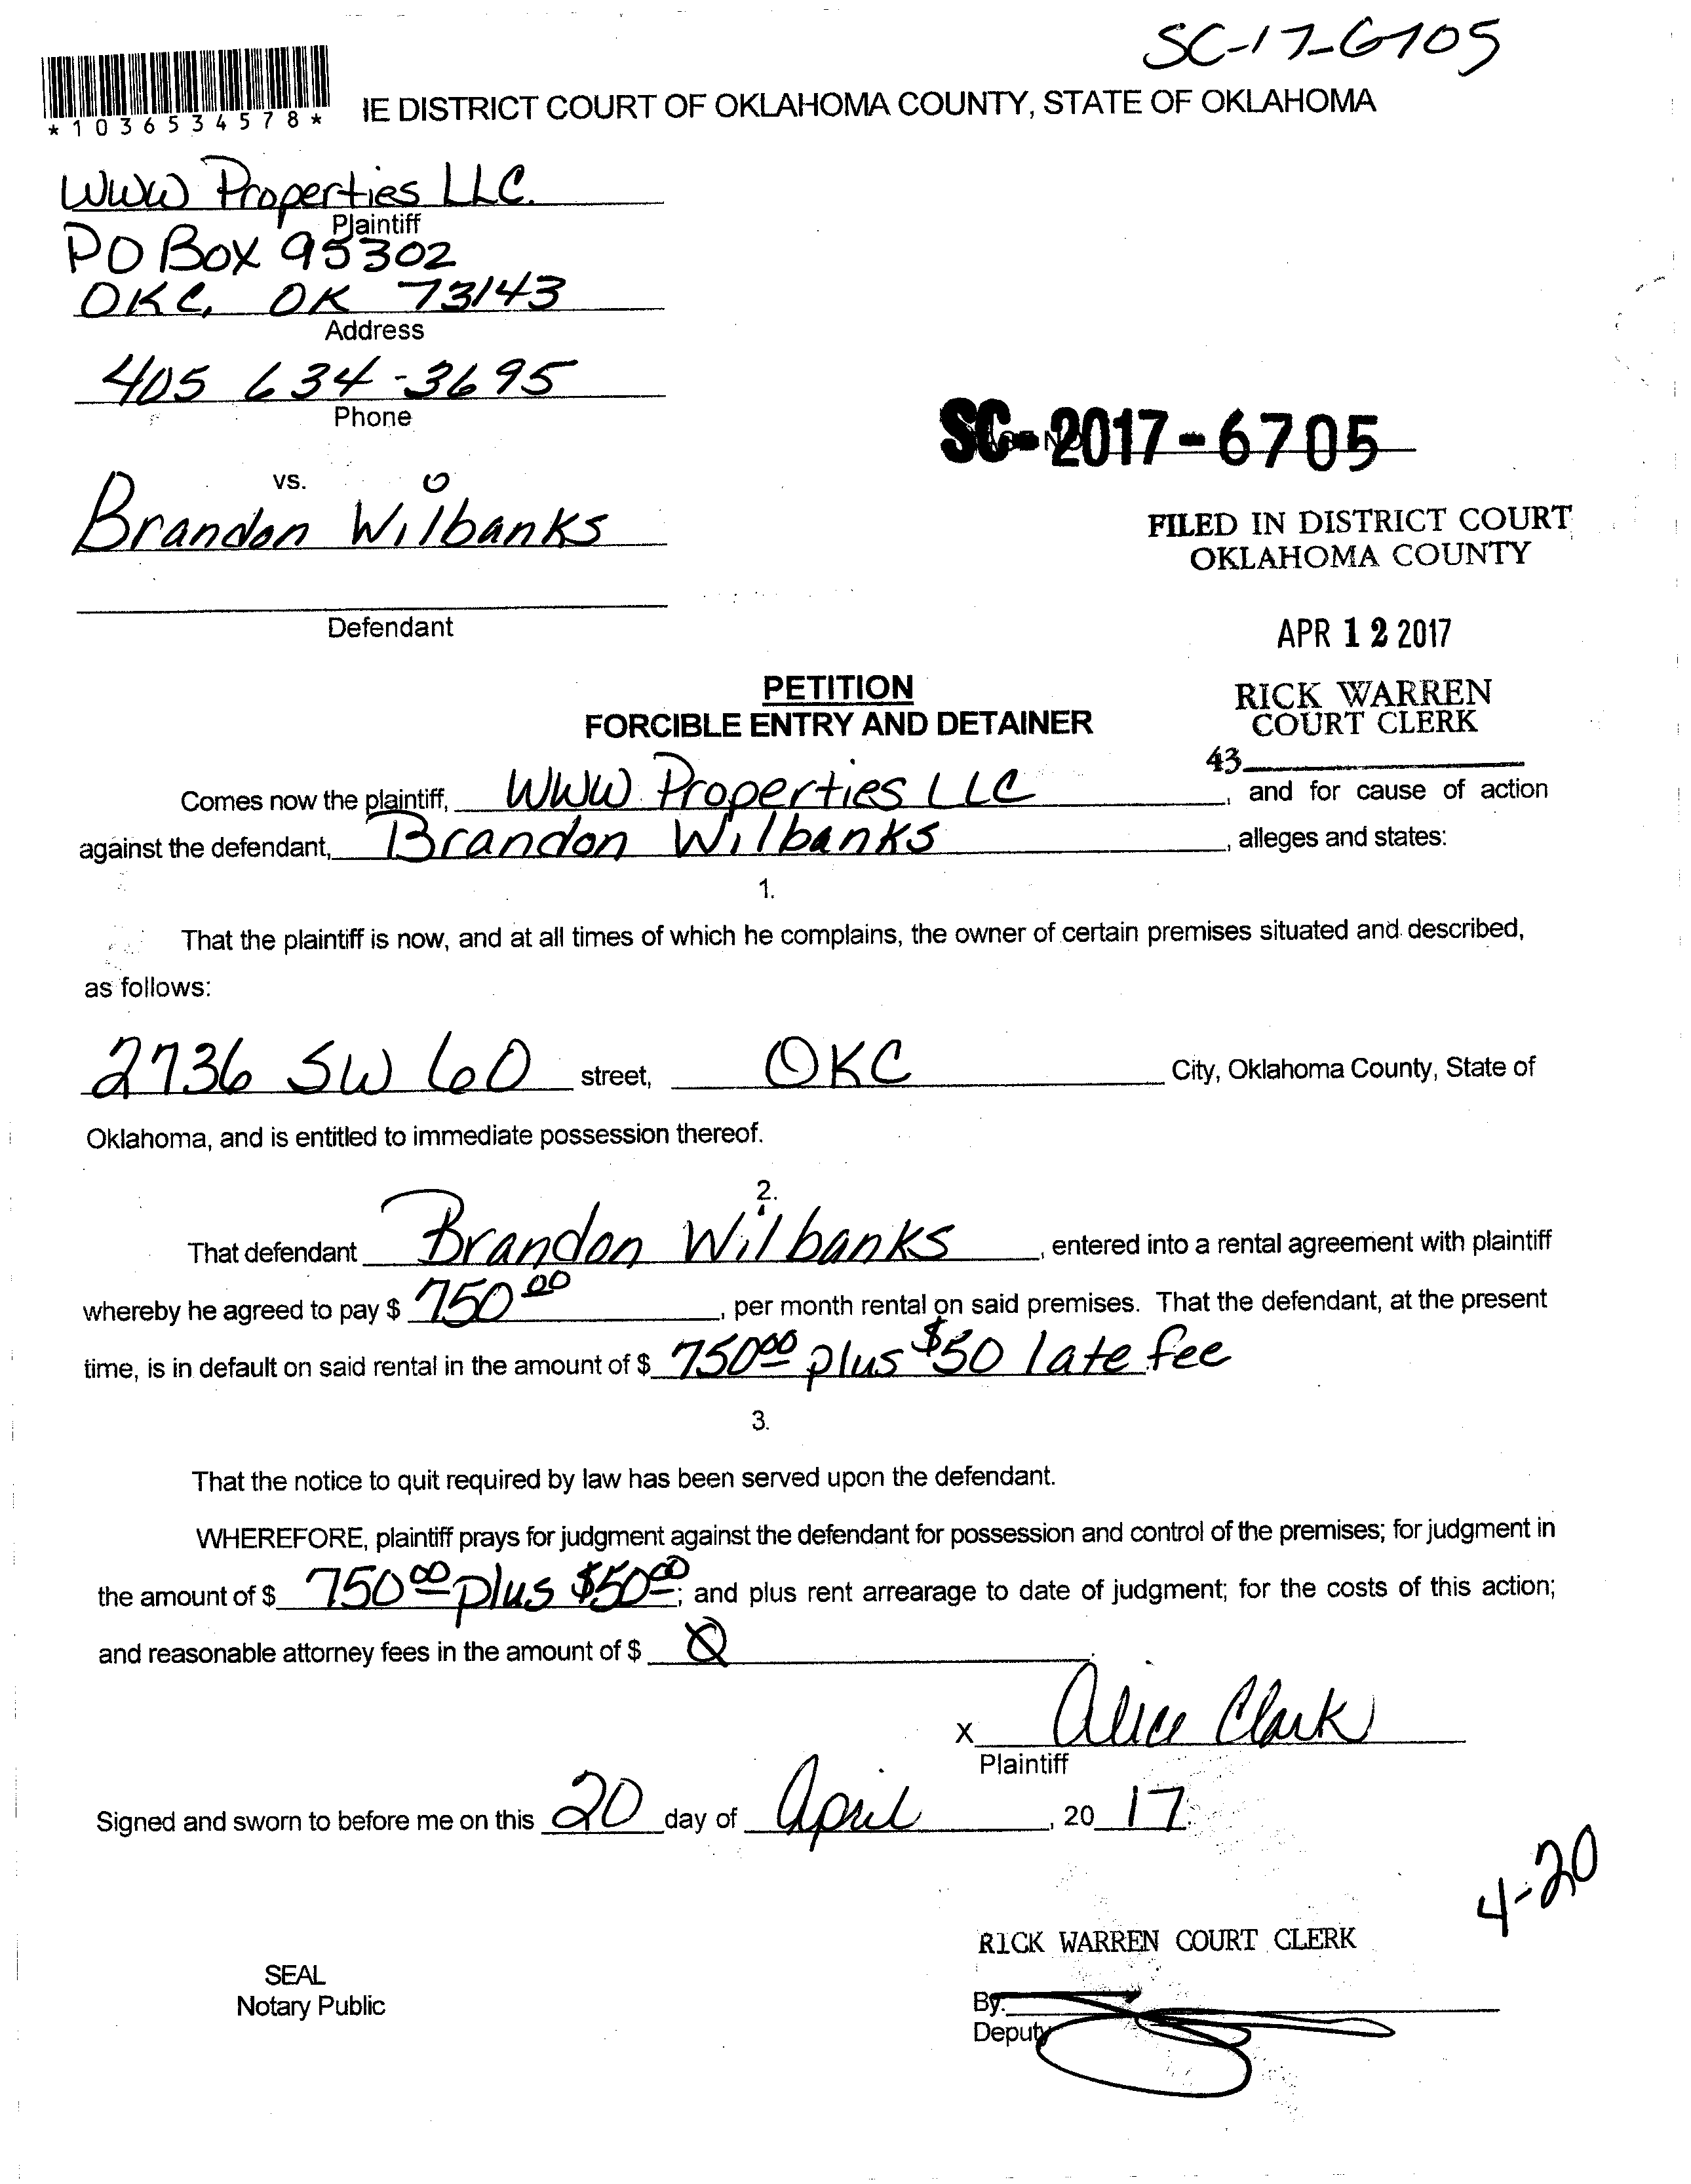 SC-17-6705
*1036534578*
IE DISTRICT COURT OF OKLAHOMA COUNTY, STATE OF OKLAHOMA
WWW Properties LLC.
Plaintiff
PO Box 95302
OKC, OK 73143
Address
405 634-3695
Phone
SC-2017-6705
vs.
Brandon Wilbanks
FILED IN DISTRICT COURT
OKLAHOMA COUNTY
Defendant
APR 12 2017
PETITION
FORCIBLE ENTRY AND DETAINER
RICK WARREN
COURT CLERK
43
Comes now the plaintiff, WWW Properties LLC, and for cause of action
against the defendant, Brandon Wilbanks, alleges and states:
1.
That the plaintiff is now, and at all times of which he complains, the owner of certain premises situated and described,
as follows:
2736 SW 60 street, OKC City, Oklahoma County, State of
Oklahoma, and is entitled to immediate possession thereof.
2.
That defendant Brandon Wilbanks, entered into a rental agreement with plaintiff
whereby he agreed to pay $ 750 00, per month rental on said premises. That the defendant, at the present
time, is in default on said rental in the amount of $ 750 00 plus $50 late fee
3.
That the notice to quit required by law has been served upon the defendant.
WHEREFORE, plaintiff prays for judgment against the defendant for possession and control of the premises; for judgment in
the amount of $ 750 00 plus $50 00; and plus rent arrearage to date of judgment; for the costs of this action;
and reasonable attorney fees in the amount of $ 0.
X Alice Clark
Plaintiff
Signed and sworn to before me on this 20 day of April, 20 17.
4-20
RICK WARREN COURT CLERK
SEAL
Notary Public
By:
Deputy